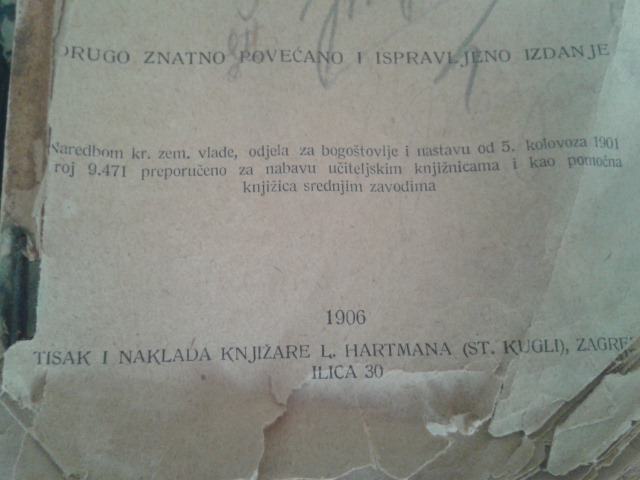 DRUGO ZNATNO POVEĆANO I ISPRAVLJENO IZDANJE
Naredbom kr. zem. vlade, odjela za bogoštovlje i nastavu od 5. kolovoza 1901
roj 9.471 preporučeno za nabavu učiteljskim knjižnicama i kao pomoćna
knjižica srednjim zavodima
1906
TISAK I NAKLADA KNJIŽARE L. HARTMANA (ST. KUGLI), ZAGRE
ILICA 30